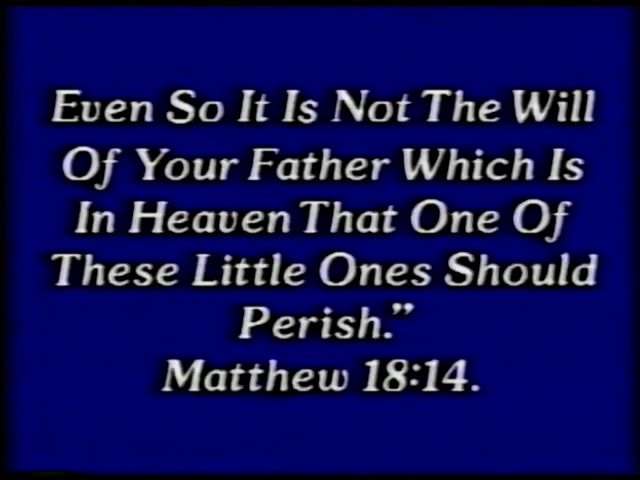 Even So It Is Not The Will
Of Your Father Which Is
In Heaven That One Of
These Little Ones Should
Perish.”
Matthew 18:14.